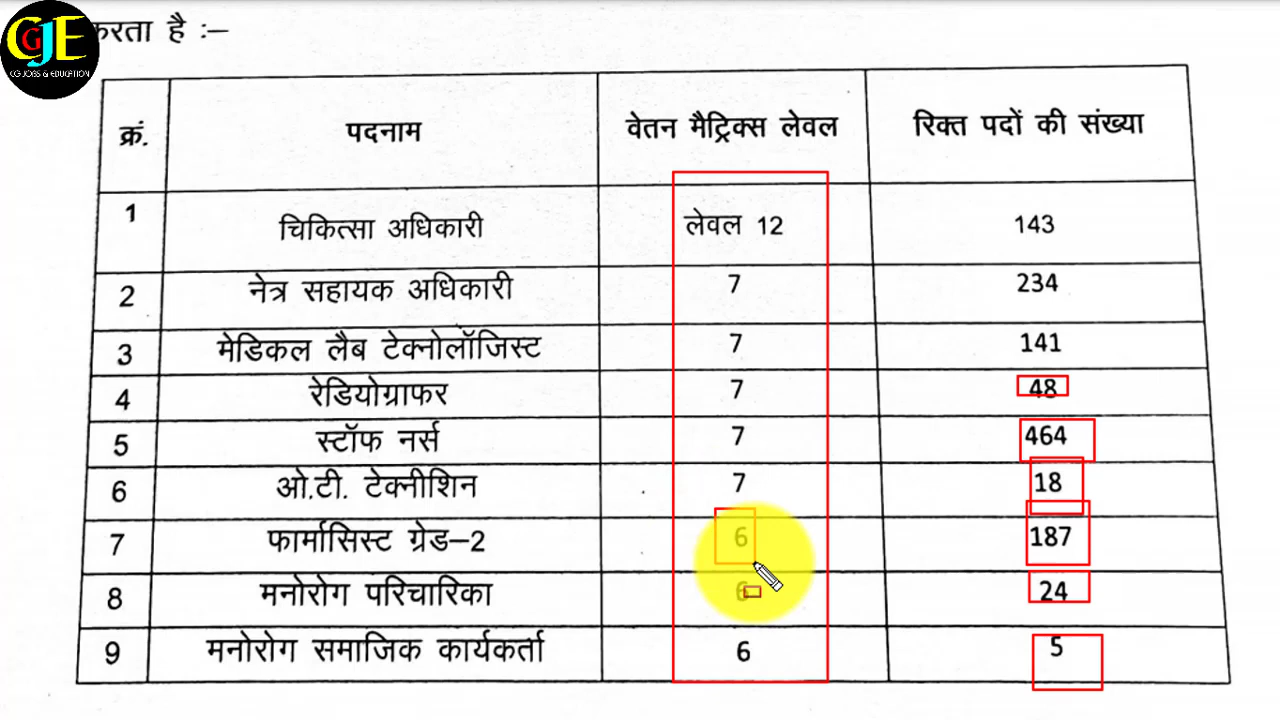 CGJE
CG JOBS & EDUCATION
करता है :–
क्रं. पदनाम वेतन मैट्रिक्स लेवल रिक्त पदों की संख्या
1 चिकित्सा अधिकारी लेवल 12 143
2 नेत्र सहायक अधिकारी 7 234
3 मेडिकल लैब टेक्नोलॉजिस्ट 7 141
4 रेडियोग्राफर 7 48
5 स्टॉफ नर्स 7 464
6 ओ.टी. टेक्नीशिन 7 18
7 फार्मासिस्ट ग्रेड–2 6 187
8 मनोरोग परिचारिका 6 24
9 मनोरोग समाजिक कार्यकर्ता 6 5